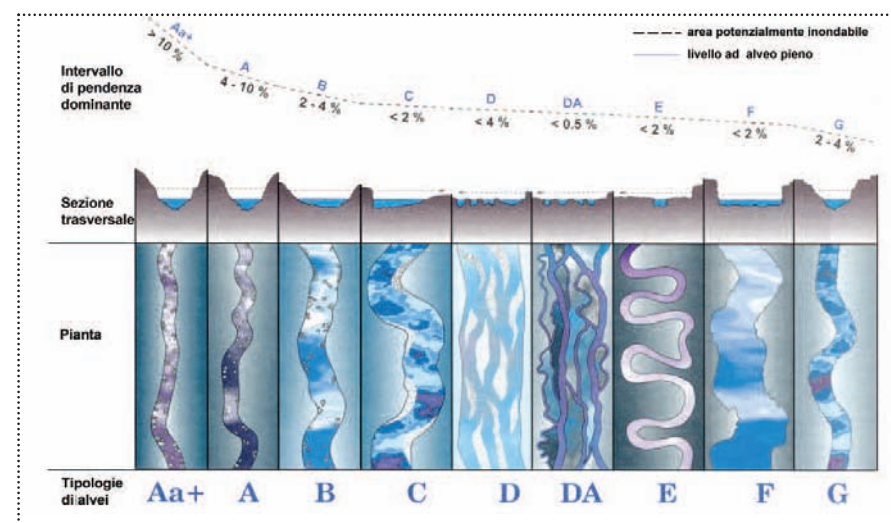 area potenzialmente inondabile
livello ad alveo pieno
Intervallo
di pendenza
dominante
Aa+ A B C D DA E F G
> 10 % 4 - 10 % 2 - 4% < 2 % < 4 % < 0.5 % < 2 % < 2 % 2 - 4%
Sezione
trasversale
Pianta
Tipologie
di alvei
Aa+ A B C D DA E F G